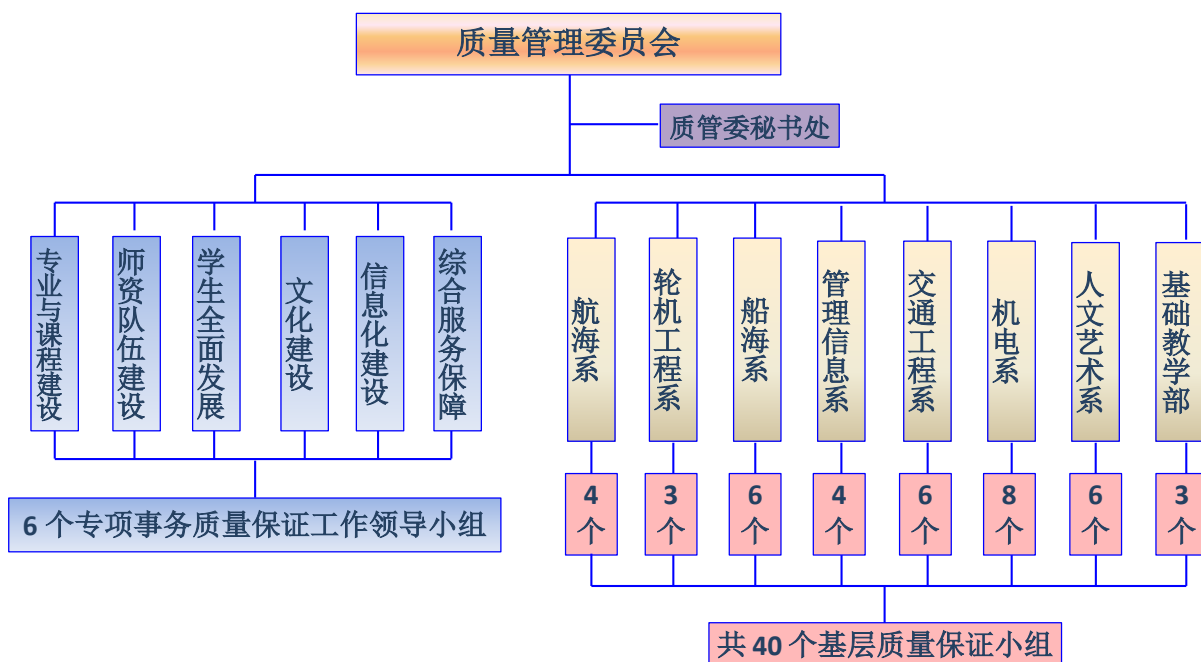 质量管理委员会
质管委秘书处
专业与课程建设
师资队伍建设
学生全面发展
文化建设
信息化建设
综合服务保障
航海系
轮机工程系
船海系
管理信息系
交通工程系
机电系
人文艺术系
基础教学部
6 个专项事务质量保证工作领导小组
4
个
3
个
6
个
4
个
6
个
8
个
6
个
3
个
共 40 个基层质量保证小组